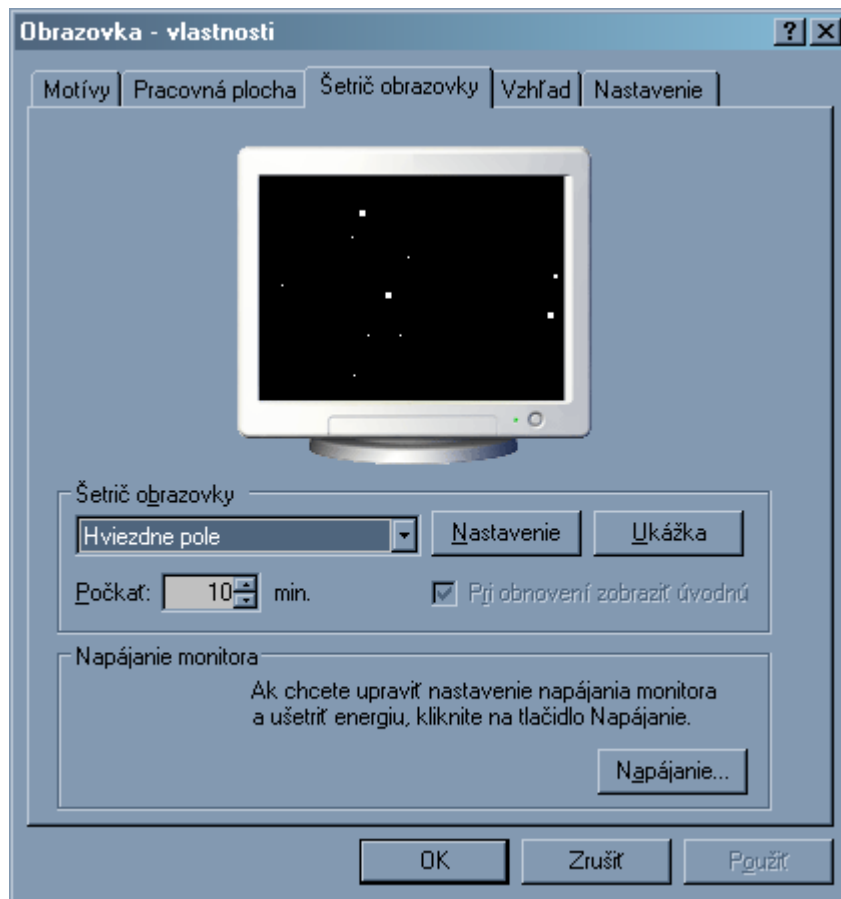 Obrazovka - vlastnosti
Motívy Pracovná plocha Šetrič obrazovky Vzhľad Nastavenie
Šetrič obrazovky
Hviezdne pole Nastavenie Ukážka
Počkať: 10 min. Pri obnovení zobraziť úvodnú
Napájanie monitora
Ak chcete upraviť nastavenie napájania monitora
a ušetriť energiu, kliknite na tlačidlo Napájanie.
Napájanie...
OK Zrušiť Použiť